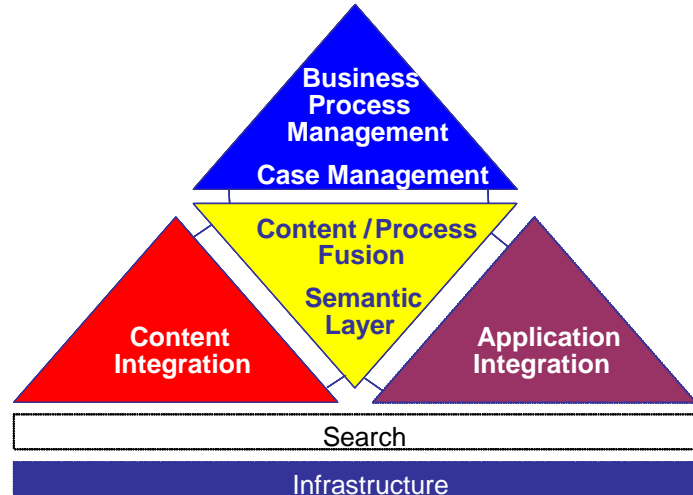 Business
Process
Management
Case Management
Content / Process
Fusion
Semantic
Layer
Content
Integration
Application
Integration
Search
Infrastructure